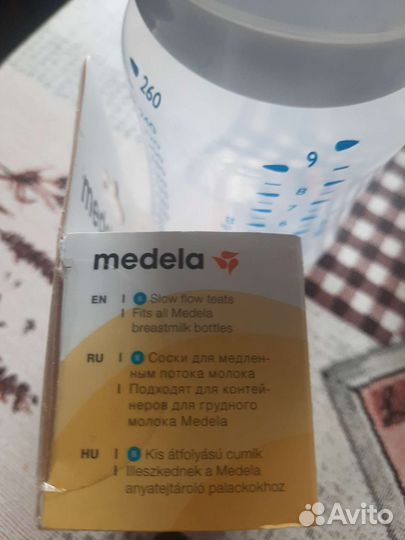 260
9
8
7
6
medela
medela
EN | S Slow flow teats
| Fits all Medela
breastmilk bottles
RU | S Соски для медлен-
ным потока молока
| Подходят для контей-
неров для грудного
молока Medela
HU | S Kis átfolyású cumik
| Illeszkednek a Medela
anyatejtároló palackokhoz
Avito